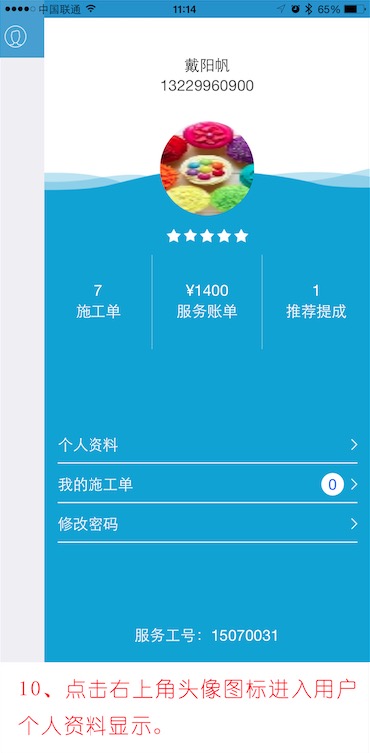 中国联通 11:14 65%
戴阳帆
13229960900
7 ¥1400 1
施工单 服务账单 推荐提成
个人资料
我的施工单 0
修改密码
服务工号：15070031
10、点击右上角头像图标进入用户
个人资料显示。